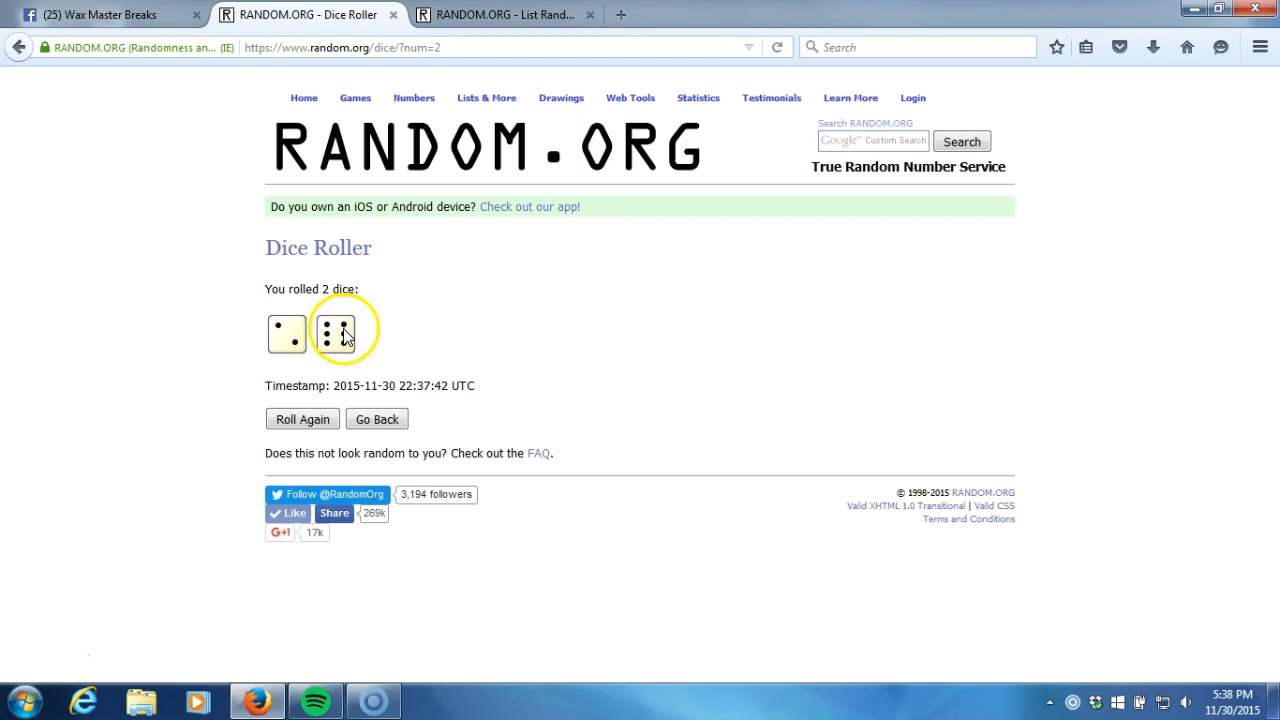 (25) Wax Master Breaks
RANDOM.ORG - Dice Roller
RANDOM.ORG - List Rand...
RANDOM.ORG (Randomness an... (IE)
https://www.random.org/dice/?num=2
Search
Home Games Numbers Lists & More Drawings Web Tools Statistics Testimonials Learn More Login
RANDOM.ORG
Search RANDOM.ORG
Google™ Custom Search
Search
True Random Number Service
Do you own an iOS or Android device? Check out our app!
Dice Roller
You rolled 2 dice:
Timestamp: 2015-11-30 22:37:42 UTC
Roll Again
Go Back
Does this not look random to you? Check out the FAQ.
Follow @RandomOrg 3,194 followers
Like Share 269k
G+1 17k
© 1998-2015 RANDOM.ORG
Valid XHTML 1.0 Transitional | Valid CSS
Terms and Conditions
5:38 PM
11/30/2015